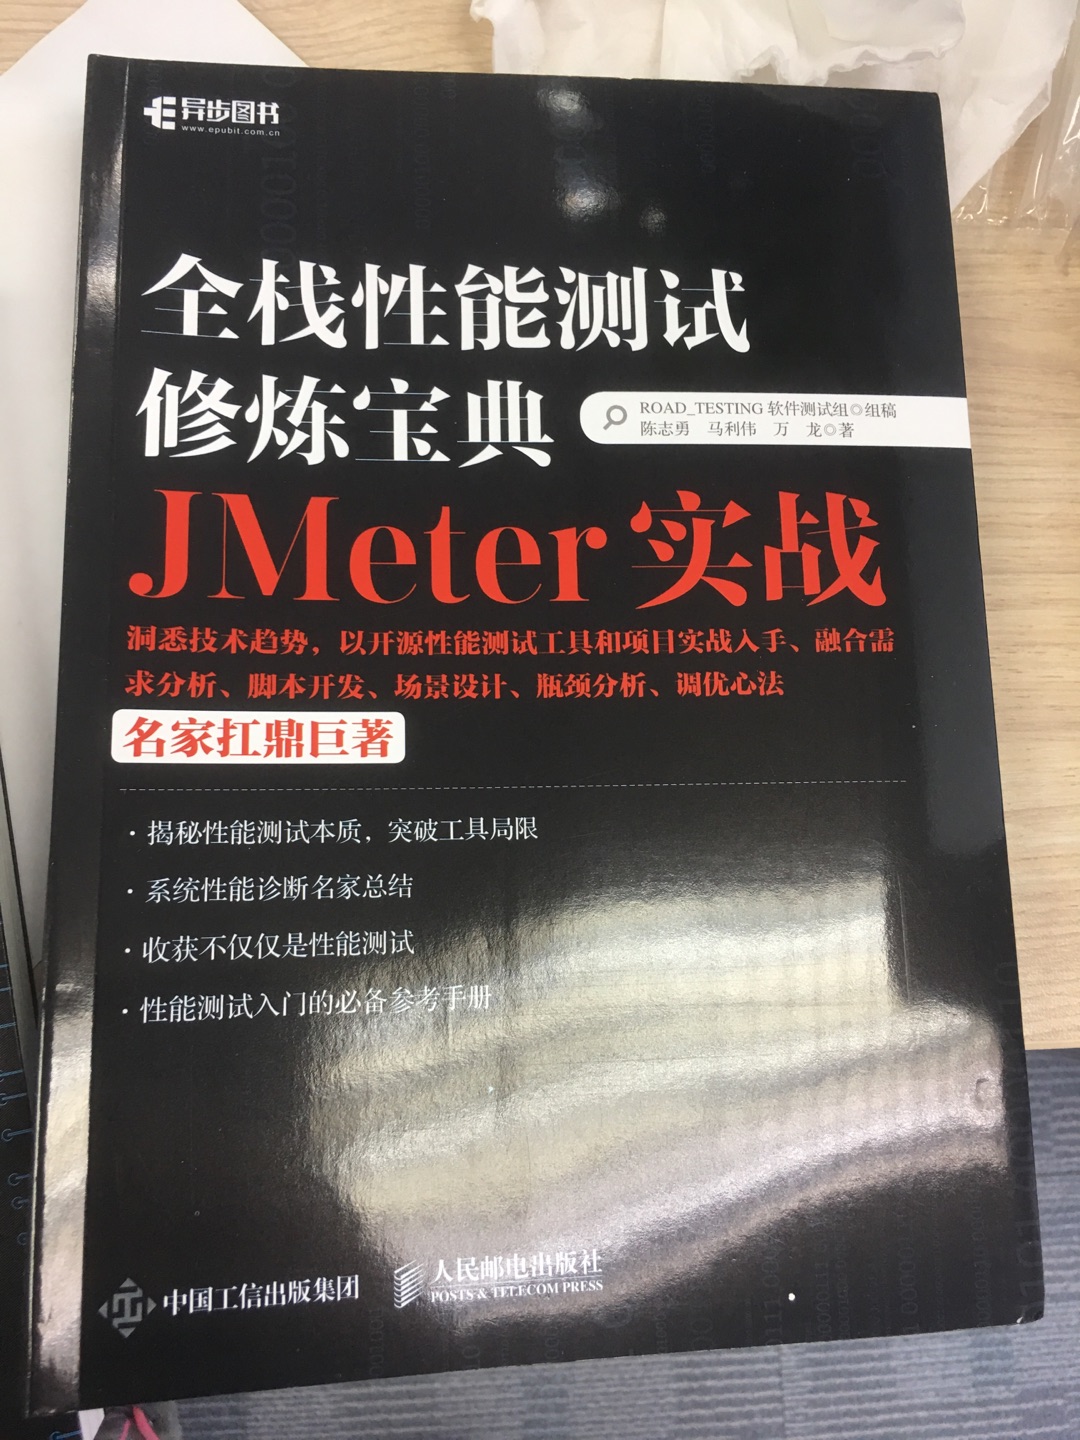 异步图书
www.epubit.com.cn
全栈性能测试
修炼宝典
ROAD_TESTING 软件测试组◎组稿
陈志勇 马利伟 万 龙◎著
JMeter 实战
洞悉技术趋势，以开源性能测试工具和项目实战入手、融合需
求分析、脚本开发、场景设计、瓶颈分析、调优心法
名家扛鼎巨著
· 揭秘性能测试本质，突破工具局限
· 系统性能诊断名家总结
· 收获不仅仅是性能测试
· 性能测试入门的必备参考手册
中国工信出版集团
人民邮电出版社
POSTS & TELECOM PRESS